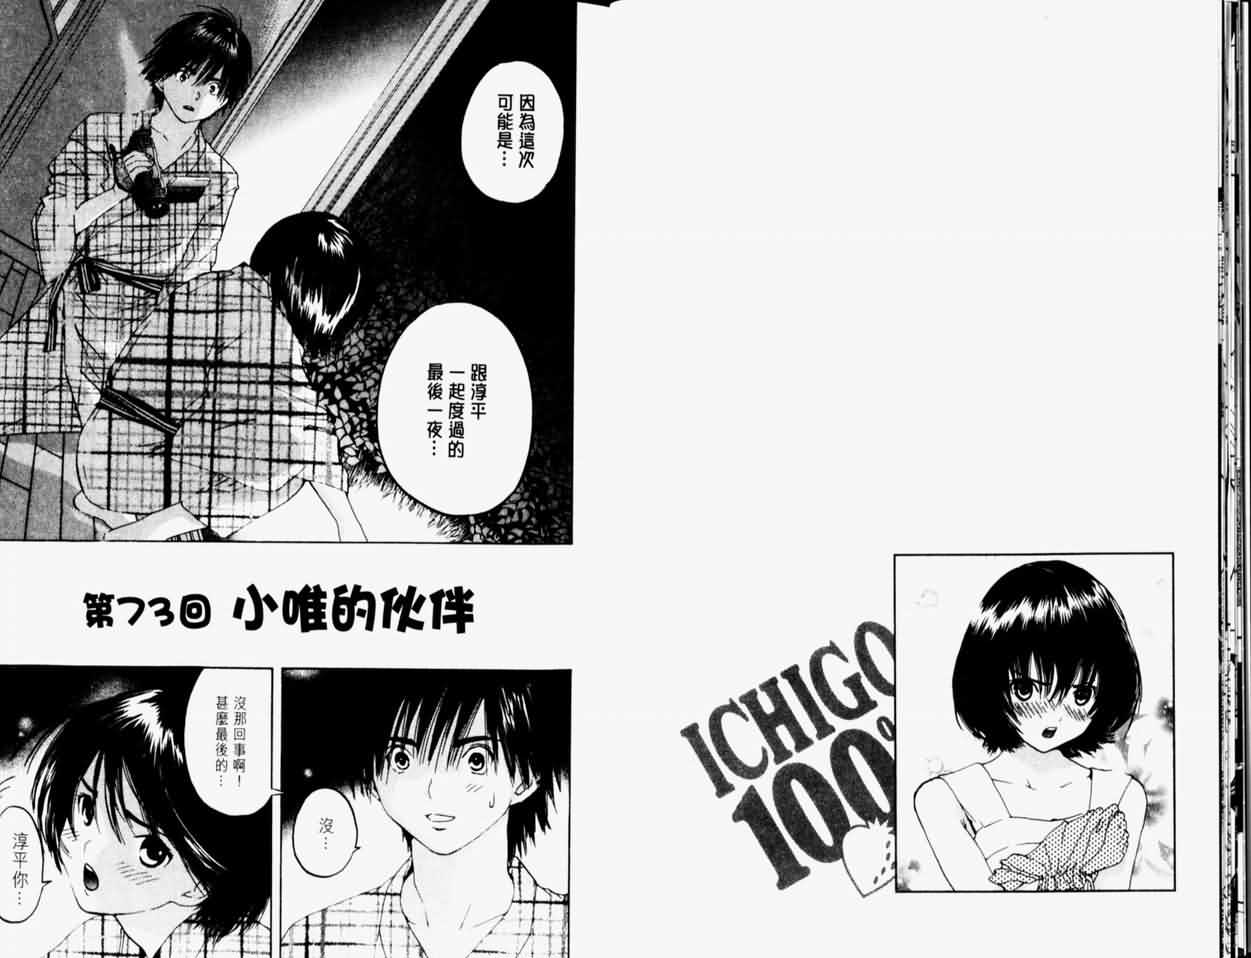 ICHIGO
100%
因為這次
可能是…
跟淳平
一起度過的
最後一夜…
第73回 小唯的伙伴
沒…
沒那回事啊！
甚麼最後的…
淳平你…